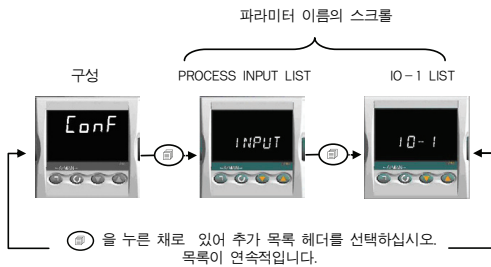 파라미터 이름의 스크롤
구성
PROCESS INPUT LIST
IO-1 LIST
ConF
INPUT
IO-1
을 누른 채로 있어 추가 목록 헤더를 선택하십시오.
목록이 연속적입니다.